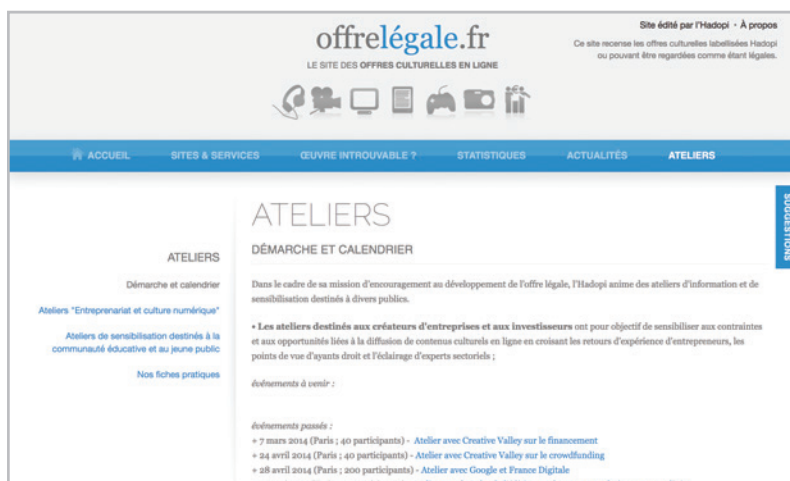 offrelégale.fr
LE SITE DES OFFRES CULTURELLES EN LIGNE
Site édité par l'Hadopi • À propos
Ce site recense les offres culturelles labellisées Hadopi
ou pouvant être regardées comme étant légales.
ACCUEIL SITES & SERVICES ŒUVRE INTROUVABLE ? STATISTIQUES ACTUALITÉS ATELIERS
SUGGESTIONS
ATELIERS
Démarche et calendrier
Ateliers "Entreprenariat et culture numérique"
Ateliers de sensibilisation destinés à la
communauté éducative et au jeune public
Nos fiches pratiques
ATELIERS
DÉMARCHE ET CALENDRIER
Dans le cadre de sa mission d'encouragement au développement de l'offre légale, l'Hadopi anime des ateliers d'information et de
sensibilisation destinés à divers publics.
• Les ateliers destinés aux créateurs d'entreprises et aux investisseurs ont pour objectif de sensibiliser aux contraintes
et aux opportunités liées à la diffusion de contenus culturels en ligne en croisant les retours d'expérience d'entrepreneurs, les
points de vue d'ayants droit et l'éclairage d'experts sectoriels ;
événements à venir :
événements passés :
+ 7 mars 2014 (Paris ; 40 participants) - Atelier avec Creative Valley sur le financement
+ 24 avril 2014 (Paris ; 40 participants) - Atelier avec Creative Valley sur le crowdfunding
+ 28 avril 2014 (Paris ; 200 participants) - Atelier avec Google et France Digitale